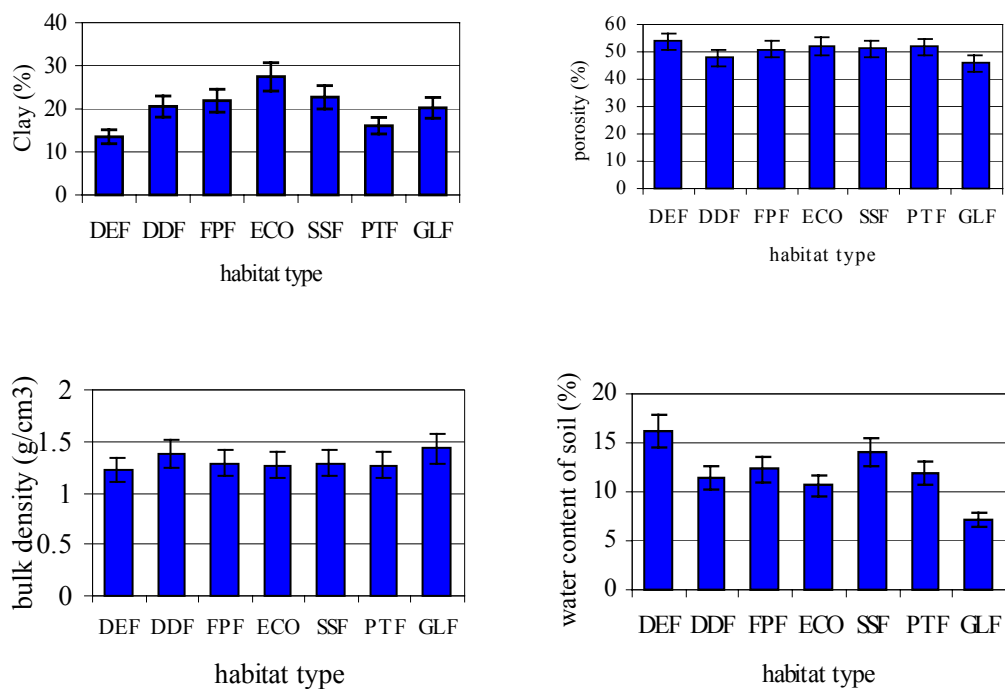 Clay (%)
40
30
20
10
0
DEF DDF FPF ECO SSF PTF GLF
habitat type
porosity (%)
60
50
40
30
20
10
0
DEF DDF FPF ECO SSF PTF GLF
habitat type
bulk density (g/cm3)
2
1.5
1
0.5
0
DEF DDF FPF ECO SSF PTF GLF
habitat type
water content of soil (%)
20
15
10
5
0
DEF DDF FPF ECO SSF PTF GLF
habitat type